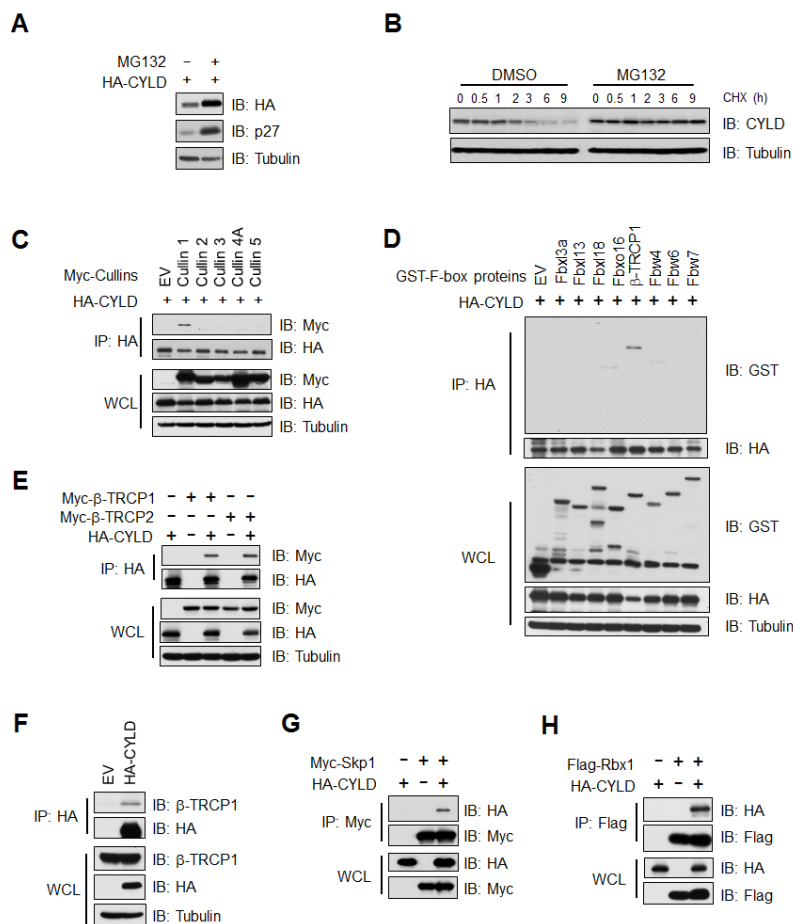 A
MG132 – +
HA-CYLD + +
IB: HA
IB: p27
IB: Tubulin
B
DMSO MG132
0 0.5 1 2 3 6 9 0 0.5 1 2 3 6 9 CHX (h)
IB: CYLD
IB: Tubulin
C
Myc-Cullins EV Cullin 1 Cullin 2 Cullin 3 Cullin 4A Cullin 5
HA-CYLD + + + + + +
IP: HA
IB: Myc
IB: HA
WCL
IB: Myc
IB: HA
IB: Tubulin
D
GST-F-box proteins EV Fbxl3a Fbxl13 Fbxl18 Fbxo16 β-TRCP1 Fbw4 Fbw6 Fbw7
HA-CYLD + + + + + + + + +
IP: HA
IB: GST
IB: HA
WCL
IB: GST
IB: HA
IB: Tubulin
E
Myc-β-TRCP1 – + + – –
Myc-β-TRCP2 – – – + +
HA-CYLD + – + – +
IP: HA
IB: Myc
IB: HA
WCL
IB: Myc
IB: HA
IB: Tubulin
F
EV HA-CYLD
IP: HA
IB: β-TRCP1
IB: HA
WCL
IB: β-TRCP1
IB: HA
IB: Tubulin
G
Myc-Skp1 – + +
HA-CYLD + – +
IP: Myc
IB: HA
IB: Myc
WCL
IB: HA
IB: Myc
H
Flag-Rbx1 – + +
HA-CYLD + – +
IP: Flag
IB: HA
IB: Flag
WCL
IB: HA
IB: Flag